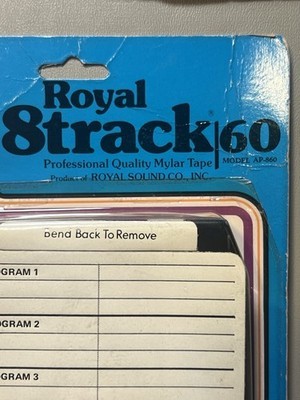 Royal
8track|60
Professional Quality Mylar Tape
MODEL AP-860
Product of ROYAL SOUND CO., INC.
Bend Back To Remove
OGRAM 1
OGRAM 2
OGRAM 3